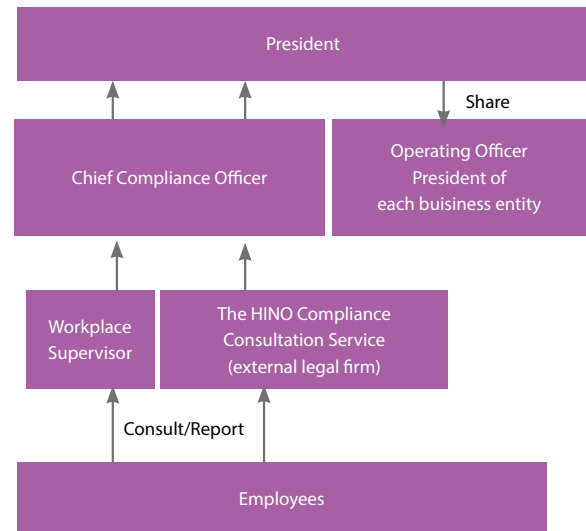 President
Share
Chief Compliance Officer
Operating Officer
President of
each buisiness entity
Workplace
Supervisor
The HINO Compliance
Consultation Service
(external legal firm)
Consult/Report
Employees